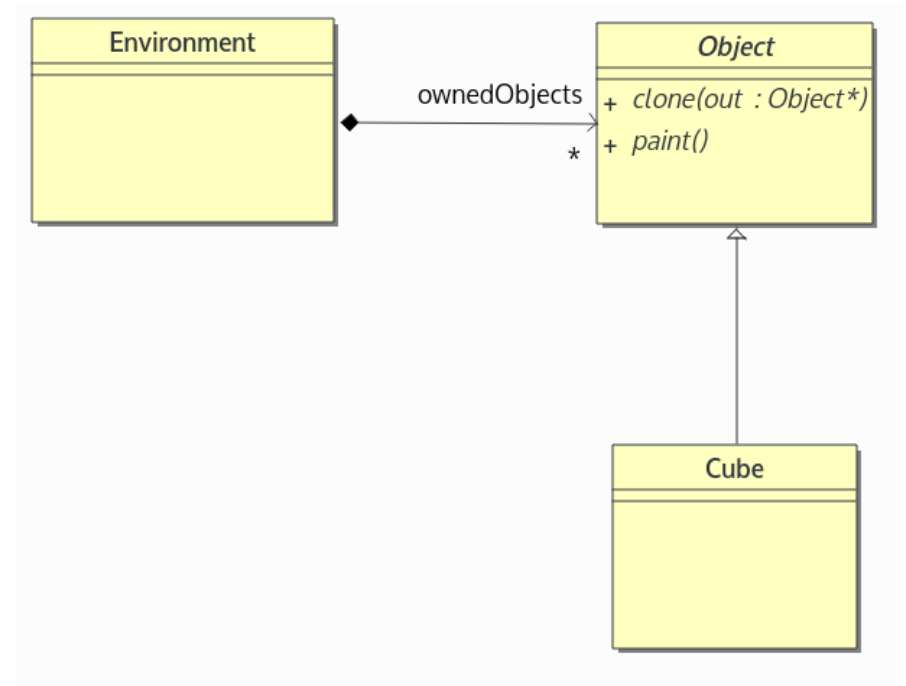 Environment
Object
ownedObjects
*
+ clone(out : Object*)
+ paint()
Cube